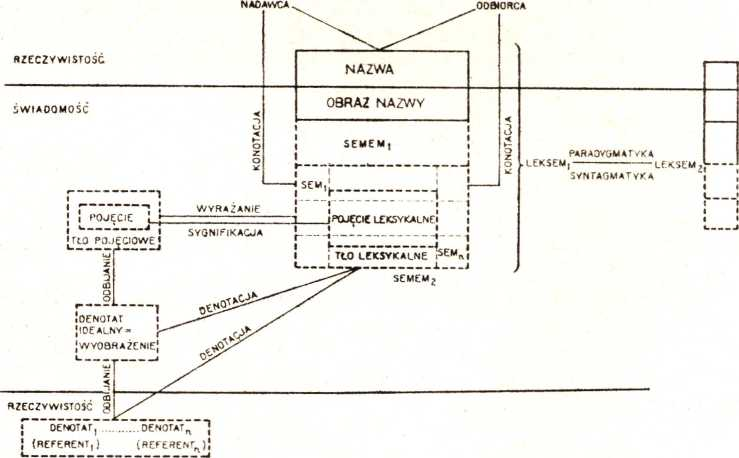 NADAWCA
ODBIORCA
RZECZYWISTOŚĆ
NAZWA
ŚWIADOMOŚĆ
OBRAZ NAZWY
KONOTACJA
KONOTACJA
SEMEM1
LEKSEM1
PARADYGMATYKA
SYNTAGMATYKA
LEKSEM2
SEM1
WYRAŻANIE
SYGNIFIKACJA
POJĘCIE
TŁO POJĘCIOWE
POJĘCIE LEKSYKALNE
TŁO LEKSYKALNE
SEMn
SEMEM2
ODBIJANIE
DENOTACJA
DENOTACJA
DENOTAT
IDEALNY=
WYOBRAŻENIE
ODBIJANIE
RZECZYWISTOŚĆ
DENOTAT1 .......... DENOTATn
(REFERENT1) (REFERENTn)